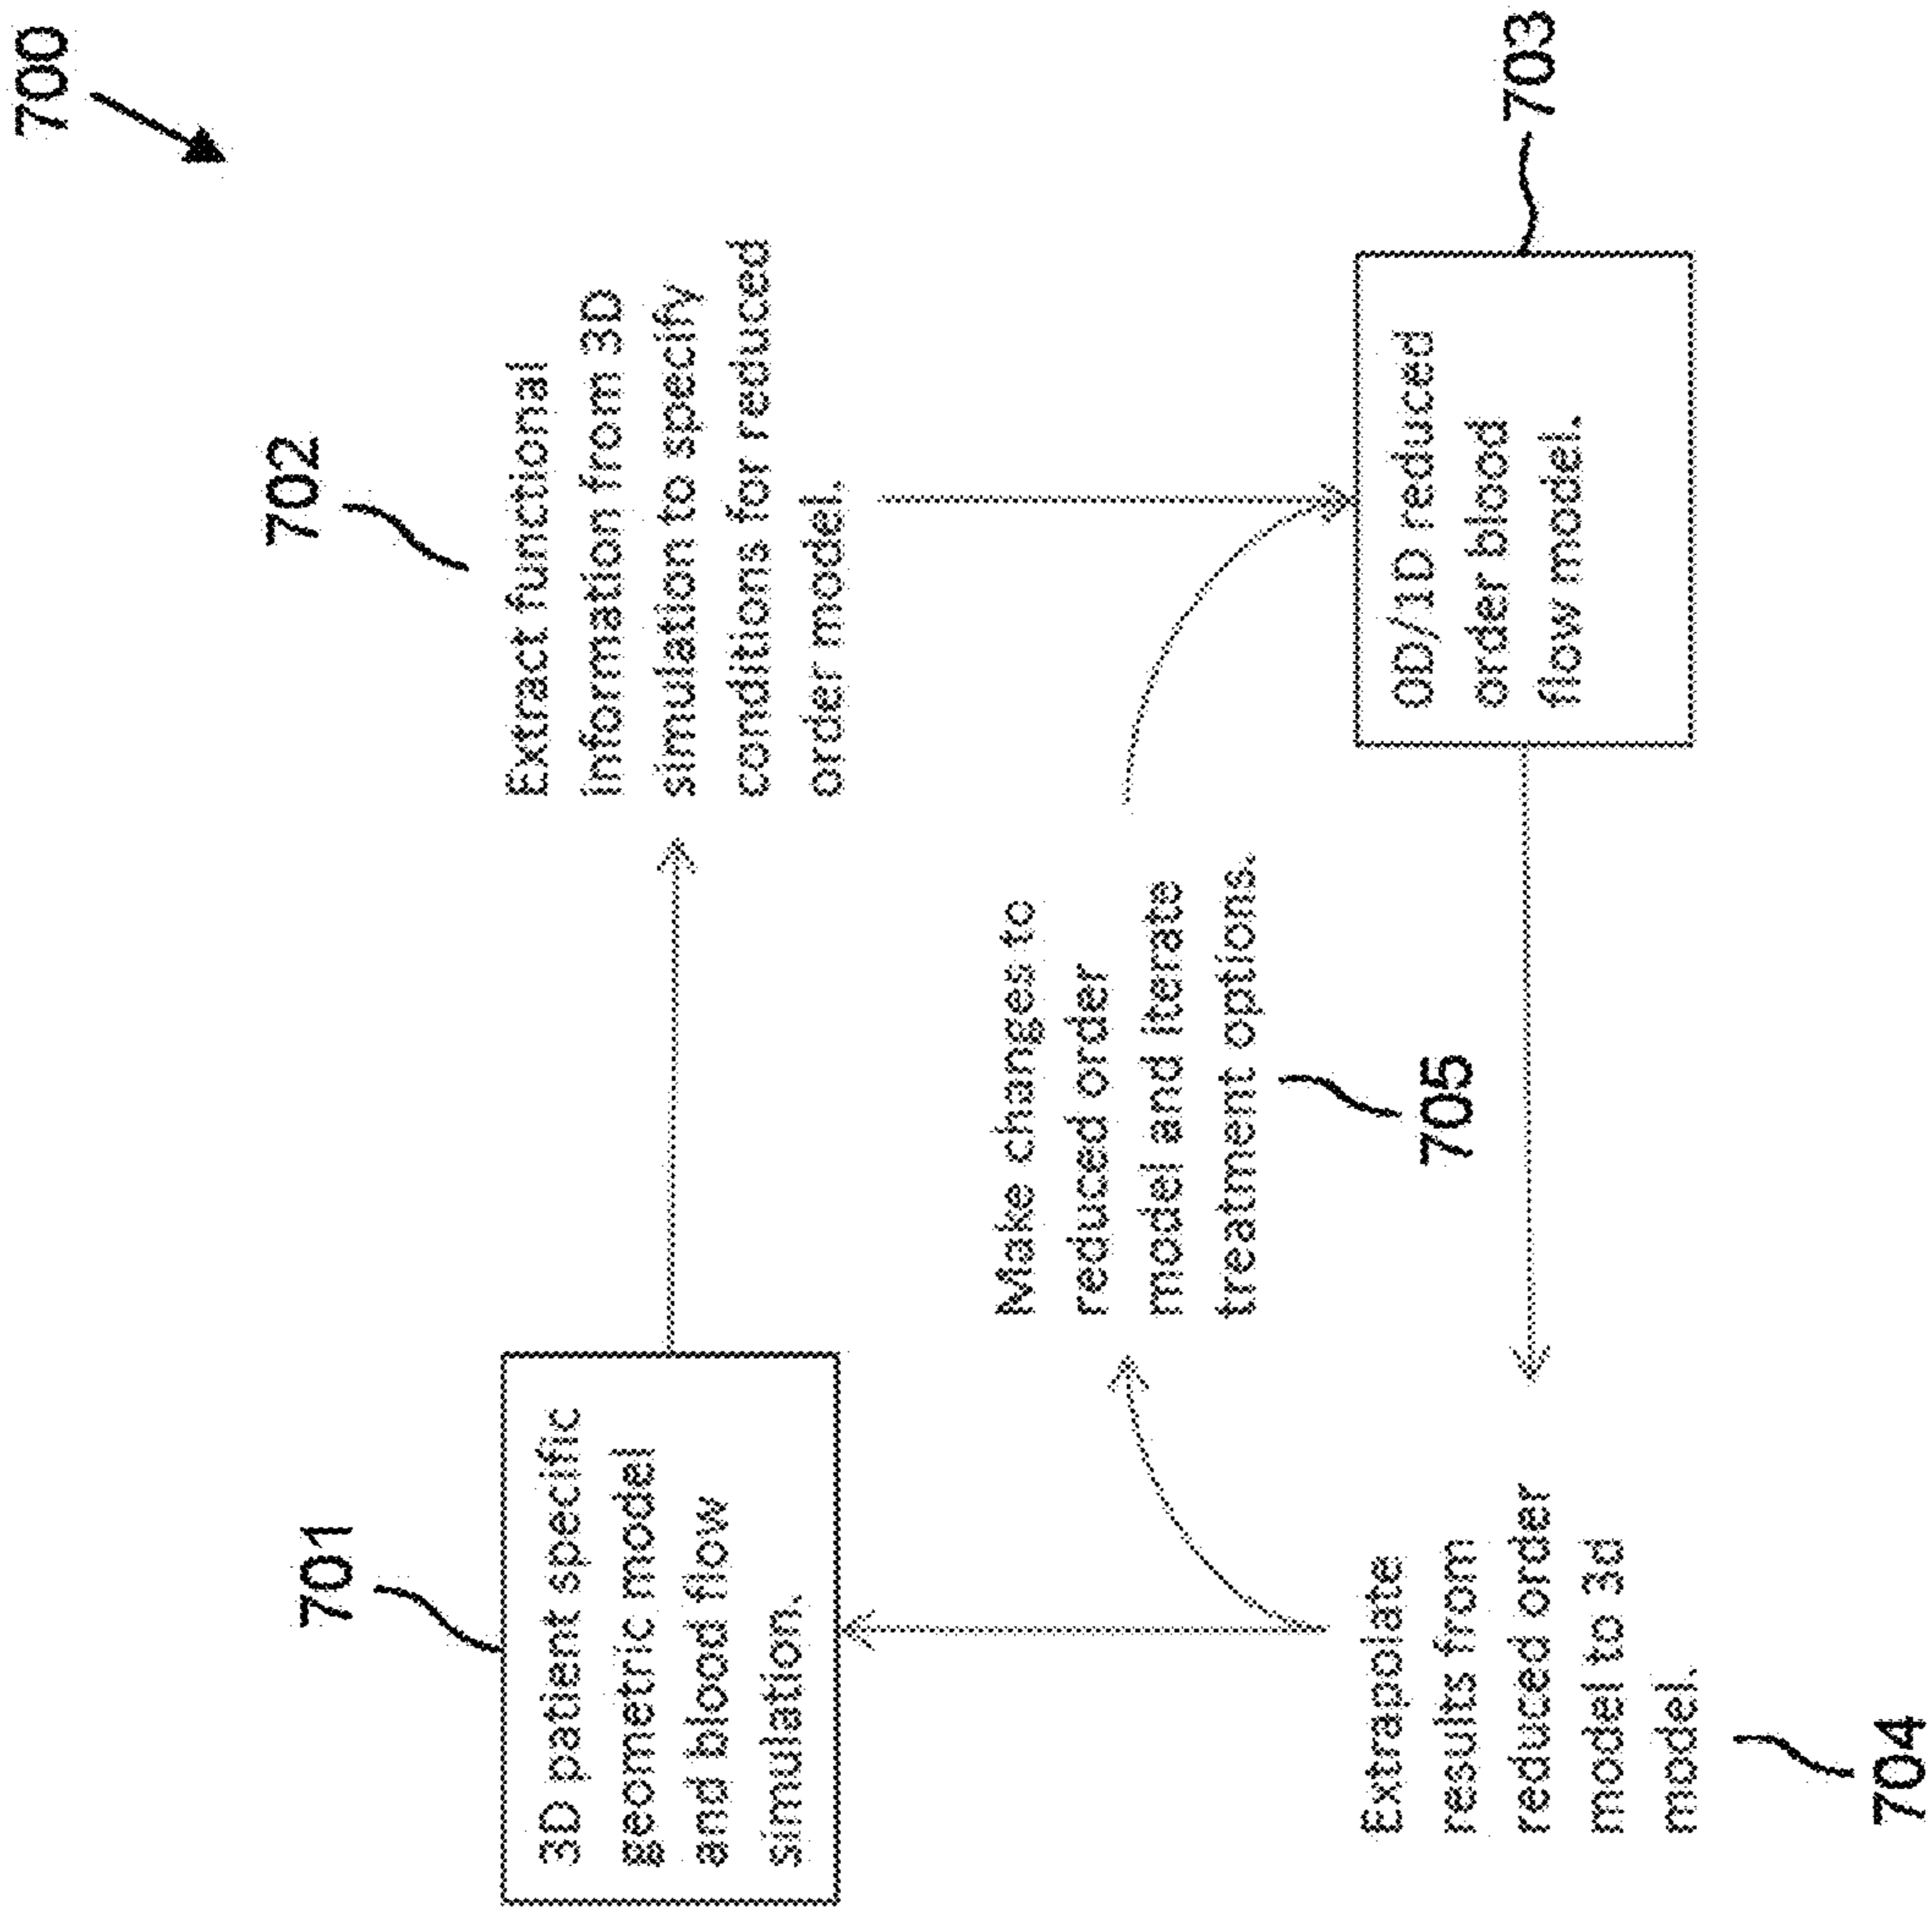 700
701
3D patient specific
geometric model
and blood flow
simulation.
702
Extract functional
information from 3D
simulation to specify
conditions for reduced
order model.
Make changes to
reduced order
model and iterate
treatment options.
705
Extrapolate
results from
reduced order
model to 3d
model.
704
0D/1D reduced
order blood
flow model.
703